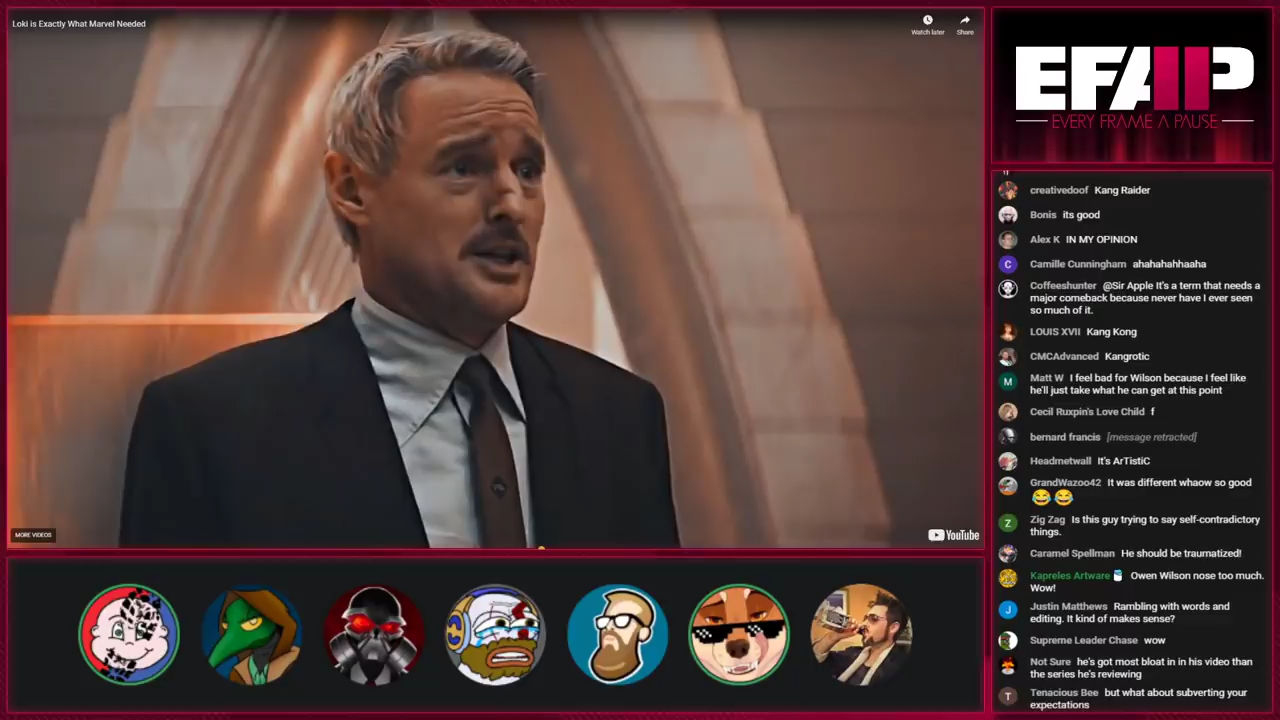 Loki is Exactly What Marvel Needed
Watch later
Share
MORE VIDEOS
YouTube
EFAP
EVERY FRAME A PAUSE
creativedoof Kang Raider
Bonis its good
Alex K IN MY OPINION
Camille Cunningham ahahahahhaaha
Coffeeshunter @Sir Apple It's a term that needs a
major comeback because never have I ever seen
so much of it.
LOUIS XVII Kang Kong
CMCAdvanced Kangrotic
M
Matt W I feel bad for Wilson because I feel like
he'll just take what he can get at this point
Cecil Ruxpin's Love Child f
bernard francis [message retracted]
Headmetwall It's ArTistiC
GrandWazoo42 It was different whaow so good
Z
Zig Zag Is this guy trying to say self-contradictory
things.
Caramel Spellman He should be traumatized!
Kapreles Artware Owen Wilson nose too much.
Wow!
J
Justin Matthews Rambling with words and
editing. It kind of makes sense?
Supreme Leader Chase wow
Not Sure he's got most bloat in in his video than
the series he's reviewing
T
Tenacious Bee but what about subverting your
expectations